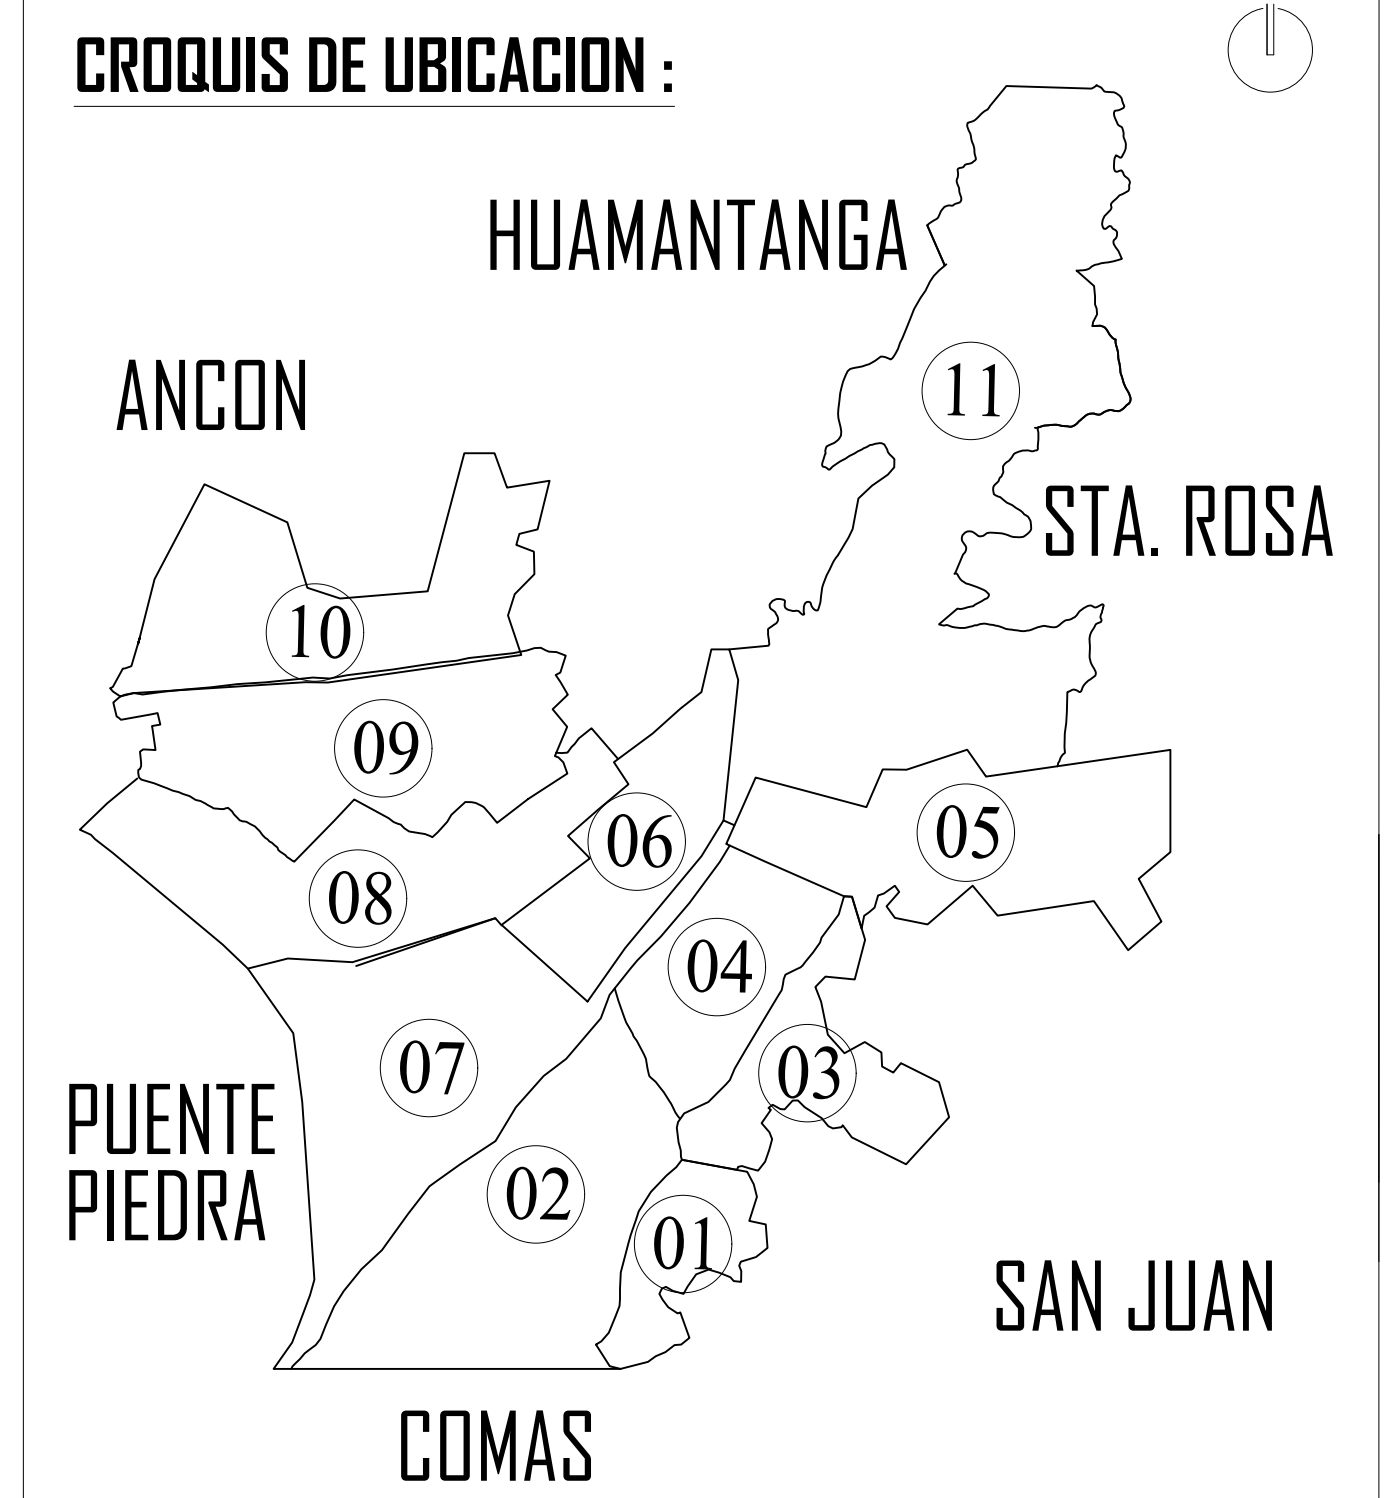 CROQUIS DE UBICACION :
HUAMANTANGA
ANCON
11
STA. ROSA
10
09
06
05
08
04
07
03
PUENTE
PIEDRA
02
01
SAN JUAN
COMAS